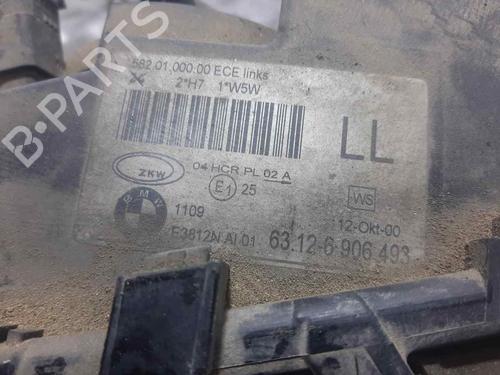 582.01.000.00 ECE links
2*H7 1*W5W
LL
ZKW
04 HCR PL 02 A
E1 25
WS
BMW
1109
12-Okt-00
E3812N AI 01
63.12-6 906 493
B-PARTS